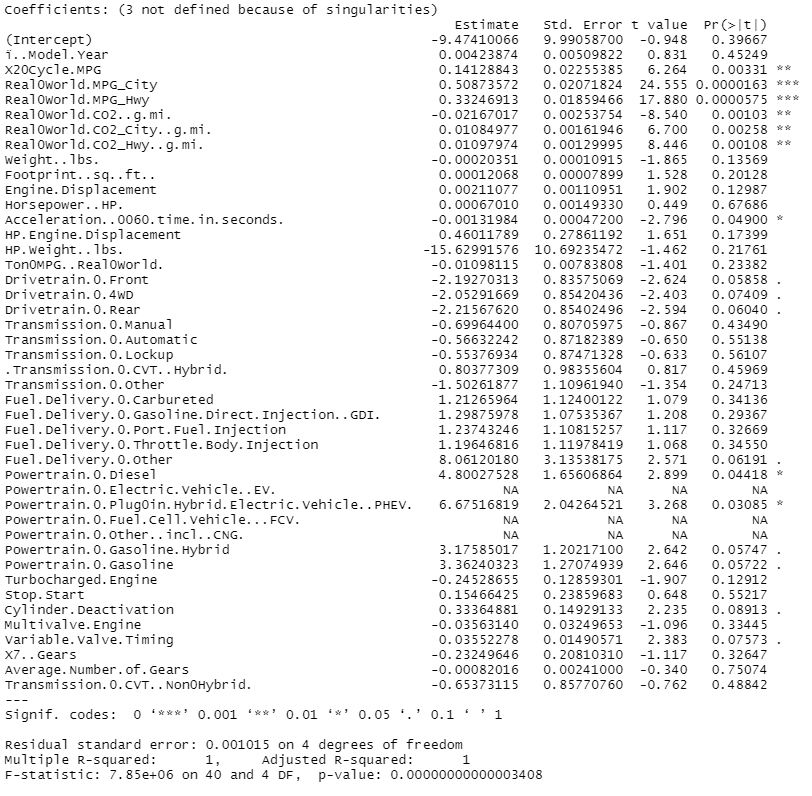 Coefficients: (3 not defined because of singularities)
Estimate Std. Error t value Pr(>|t|)
(Intercept) -9.47410066 9.99058700 -0.948 0.39667
ï..Model.Year 0.00423874 0.00509822 0.831 0.45249
X20Cycle.MPG 0.14128843 0.02255385 6.264 0.00331 **
Real0World.MPG_City 0.50873572 0.02071824 24.555 0.0000163 ***
Real0World.MPG_Hwy 0.33246913 0.01859466 17.880 0.0000575 ***
Real0World.CO2..g.mi. -0.02167017 0.00253754 -8.540 0.00103 **
Real0World.CO2_City..g.mi. 0.01084977 0.00161946 6.700 0.00258 **
Real0World.CO2_Hwy..g.mi. 0.01097974 0.00129995 8.446 0.00108 **
Weight..lbs. -0.00020351 0.00010915 -1.865 0.13569
Footprint..sq..ft.. 0.00012068 0.00007899 1.528 0.20128
Engine.Displacement 0.00211077 0.00110951 1.902 0.12987
Horsepower..HP. 0.00067010 0.00149330 0.449 0.67686
Acceleration..0060.time.in.seconds. -0.00131984 0.00047200 -2.796 0.04900 *
HP.Engine.Displacement 0.46011789 0.27861192 1.651 0.17399
HP.Weight..lbs. -15.62991576 10.69235472 -1.462 0.21761
Ton0MPG..Real0World. -0.01098115 0.00783808 -1.401 0.23382
Drivetrain.0.Front -2.19270313 0.83575069 -2.624 0.05858 .
Drivetrain.0.4WD -2.05291669 0.85420436 -2.403 0.07409 .
Drivetrain.0.Rear -2.21567620 0.85402496 -2.594 0.06040 .
Transmission.0.Manual -0.69964400 0.80705975 -0.867 0.43490
Transmission.0.Automatic -0.56632242 0.87182389 -0.650 0.55138
Transmission.0.Lockup -0.55376934 0.87471328 -0.633 0.56107
.Transmission.0.CVT..Hybrid. 0.80377309 0.98355604 0.817 0.45969
Transmission.0.Other -1.50261877 1.10961940 -1.354 0.24713
Fuel.Delivery.0.Carbureted 1.21265964 1.12400122 1.079 0.34136
Fuel.Delivery.0.Gasoline.Direct.Injection..GDI. 1.29875978 1.07535367 1.208 0.29367
Fuel.Delivery.0.Port.Fuel.Injection 1.23743246 1.10815257 1.117 0.32669
Fuel.Delivery.0.Throttle.Body.Injection 1.19646816 1.11978419 1.068 0.34550
Fuel.Delivery.0.Other 8.06120180 3.13538175 2.571 0.06191 .
Powertrain.0.Diesel 4.80027528 1.65606864 2.899 0.04418 *
Powertrain.0.Electric.Vehicle..EV. NA NA NA NA
Powertrain.0.Plug0in.Hybrid.Electric.Vehicle..PHEV. 6.67516819 2.04264521 3.268 0.03085 *
Powertrain.0.Fuel.Cell.Vehicle...FCV. NA NA NA NA
Powertrain.0.Other..incl..CNG. NA NA NA NA
Powertrain.0.Gasoline.Hybrid 3.17585017 1.20217100 2.642 0.05747 .
Powertrain.0.Gasoline 3.36240323 1.27074939 2.646 0.05722 .
Turbocharged.Engine -0.24528655 0.12859301 -1.907 0.12912
Stop.Start 0.15466425 0.23859683 0.648 0.55217
Cylinder.Deactivation 0.33364881 0.14929133 2.235 0.08913 .
Multivalve.Engine -0.03563140 0.03249653 -1.096 0.33445
Variable.Valve.Timing 0.03552278 0.01490571 2.383 0.07573 .
X7..Gears -0.23249646 0.20810310 -1.117 0.32647
Average.Number.of.Gears -0.00082016 0.00241000 -0.340 0.75074
Transmission.0.CVT..Non0Hybrid. -0.65373115 0.85770760 -0.762 0.48842
---
Signif. codes: 0 ‘***’ 0.001 ‘**’ 0.01 ‘*’ 0.05 ‘.’ 0.1 ‘ ’ 1
Residual standard error: 0.001015 on 4 degrees of freedom
Multiple R-squared: 1, Adjusted R-squared: 1
F-statistic: 7.85e+06 on 40 and 4 DF, p-value: 0.00000000000003408